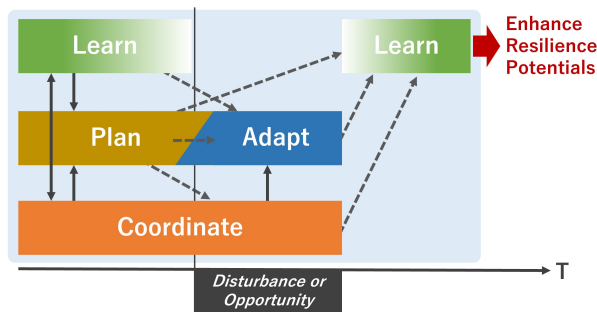 Learn
Learn
Enhance
Resilience
Potentials
Plan
Adapt
Coordinate
T
Disturbance or
Opportunity